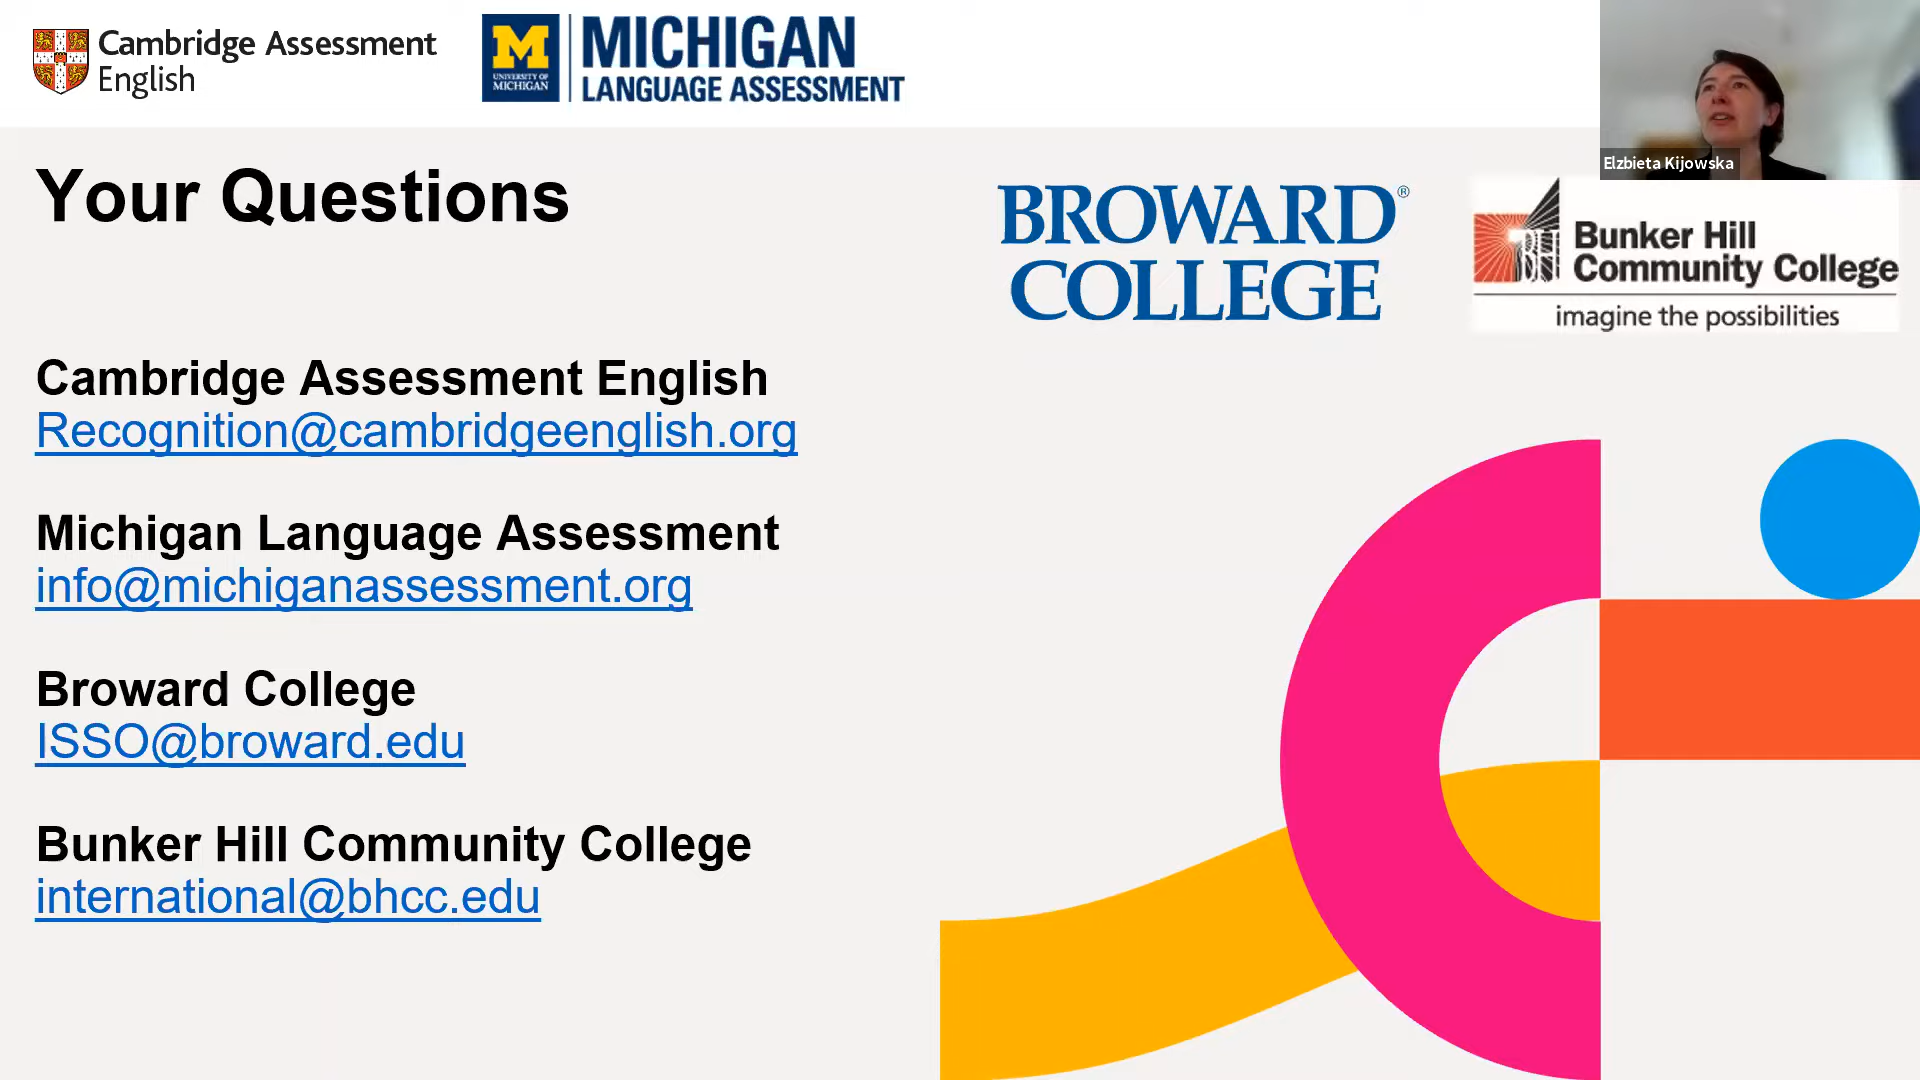 Cambridge Assessment
English
M
UNIVERSITY OF
MICHIGAN
MICHIGAN
LANGUAGE ASSESSMENT
Elzbieta Kijowska
Your Questions
BROWARD®
COLLEGE
BH
Bunker Hill
Community College
imagine the possibilities
Cambridge Assessment English
Recognition@cambridgeenglish.org
Michigan Language Assessment
info@michiganassessment.org
Broward College
ISSO@broward.edu
Bunker Hill Community College
international@bhcc.edu